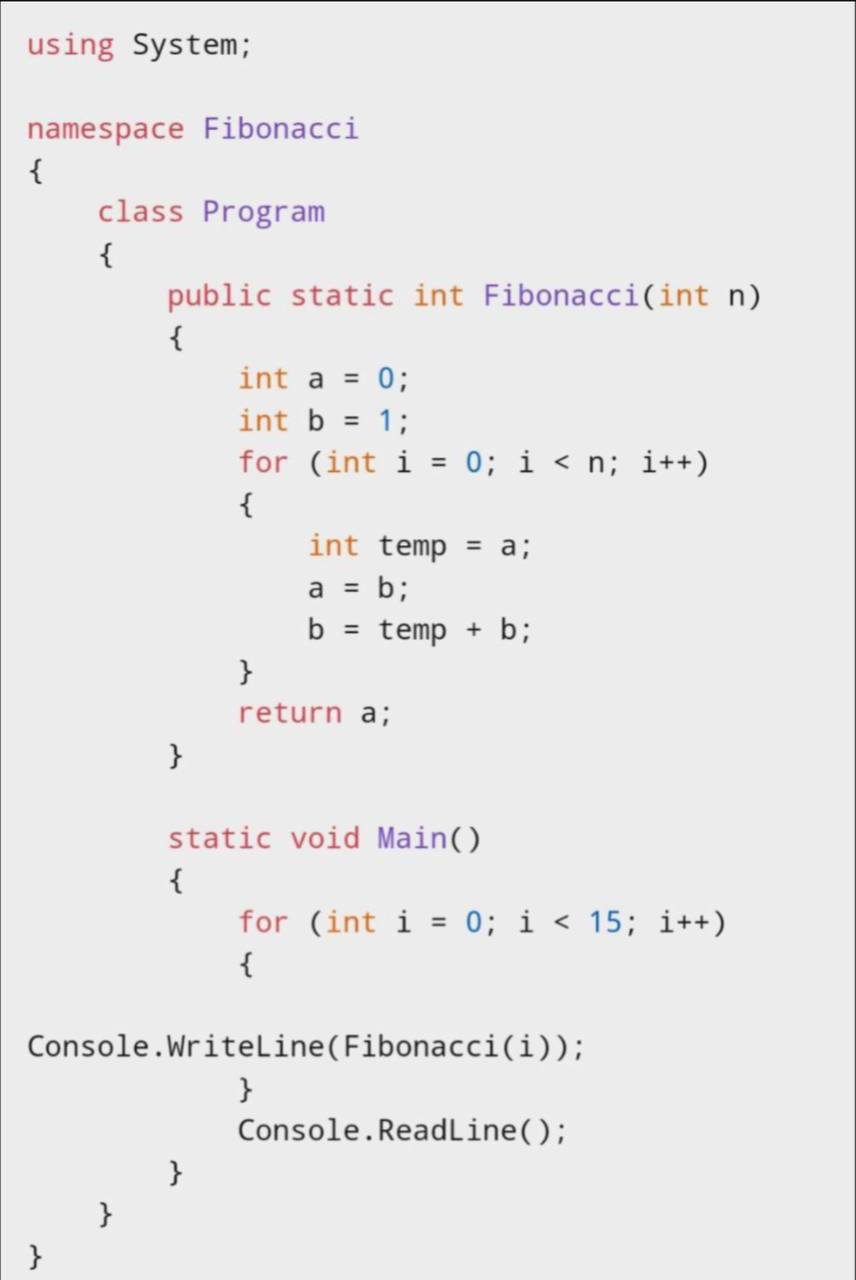 using System;

namespace Fibonacci
{
    class Program
    {
        public static int Fibonacci(int n)
        {
            int a = 0;
            int b = 1;
            for (int i = 0; i < n; i++)
            {
                int temp = a;
                a = b;
                b = temp + b;
            }
            return a;
        }

        static void Main()
        {
            for (int i = 0; i < 15; i++)
            {

Console.WriteLine(Fibonacci(i));
            }
            Console.ReadLine();
        }
    }
}